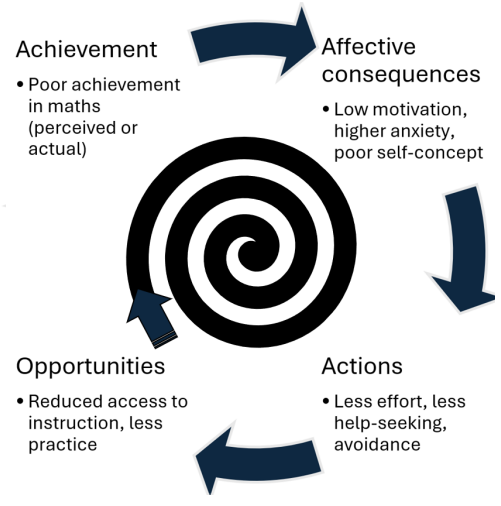 Achievement
• Poor achievement
in maths
(perceived or
actual)
Affective
consequences
• Low motivation,
higher anxiety,
poor self-concept
Actions
• Less effort, less
help-seeking,
avoidance
Opportunities
• Reduced access to
instruction, less
practice